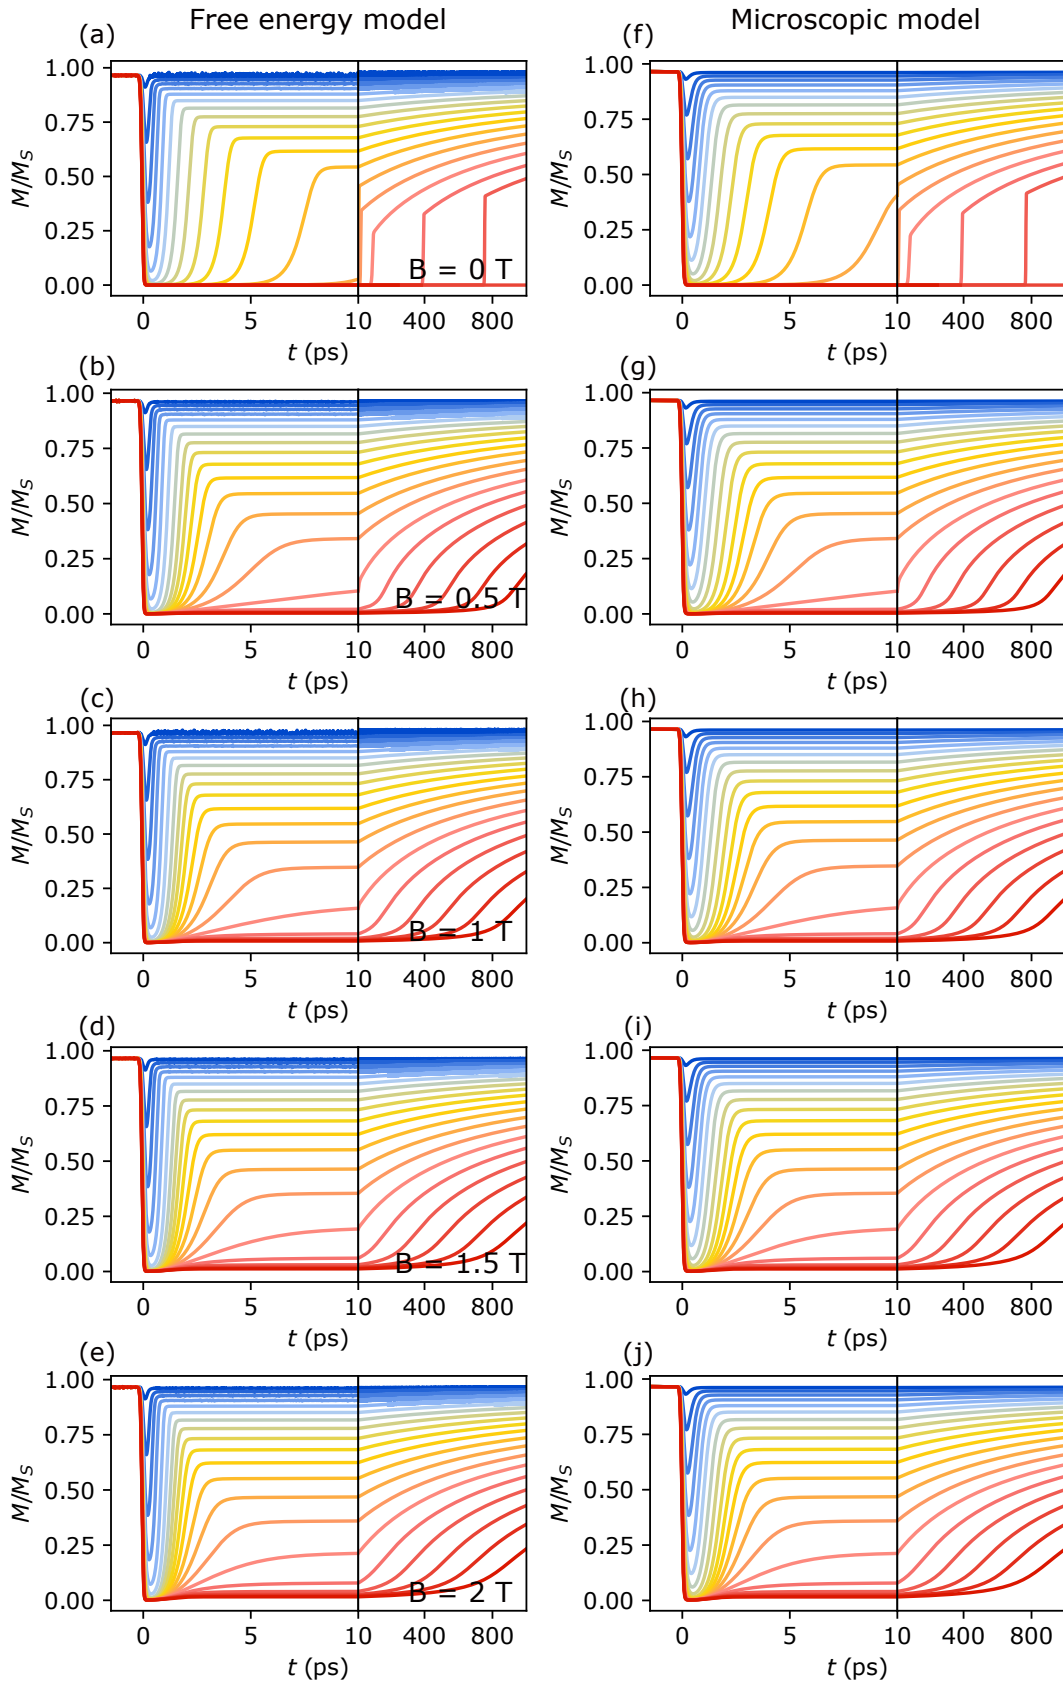 Free energy model
Microscopic model
(a)
(f)
1.00
0.75
0.50
0.25
0.00
M/M_S
B = 0 T
0 5 10 400 800
t (ps)
1.00
0.75
0.50
0.25
0.00
M/M_S
0 5 10 400 800
t (ps)
(b)
(g)
1.00
0.75
0.50
0.25
0.00
M/M_S
B = 0.5 T
0 5 10 400 800
t (ps)
1.00
0.75
0.50
0.25
0.00
M/M_S
0 5 10 400 800
t (ps)
(c)
(h)
1.00
0.75
0.50
0.25
0.00
M/M_S
B = 1 T
0 5 10 400 800
t (ps)
1.00
0.75
0.50
0.25
0.00
M/M_S
0 5 10 400 800
t (ps)
(d)
(i)
1.00
0.75
0.50
0.25
0.00
M/M_S
B = 1.5 T
0 5 10 400 800
t (ps)
1.00
0.75
0.50
0.25
0.00
M/M_S
0 5 10 400 800
t (ps)
(e)
(j)
1.00
0.75
0.50
0.25
0.00
M/M_S
B = 2 T
0 5 10 400 800
t (ps)
1.00
0.75
0.50
0.25
0.00
M/M_S
0 5 10 400 800
t (ps)